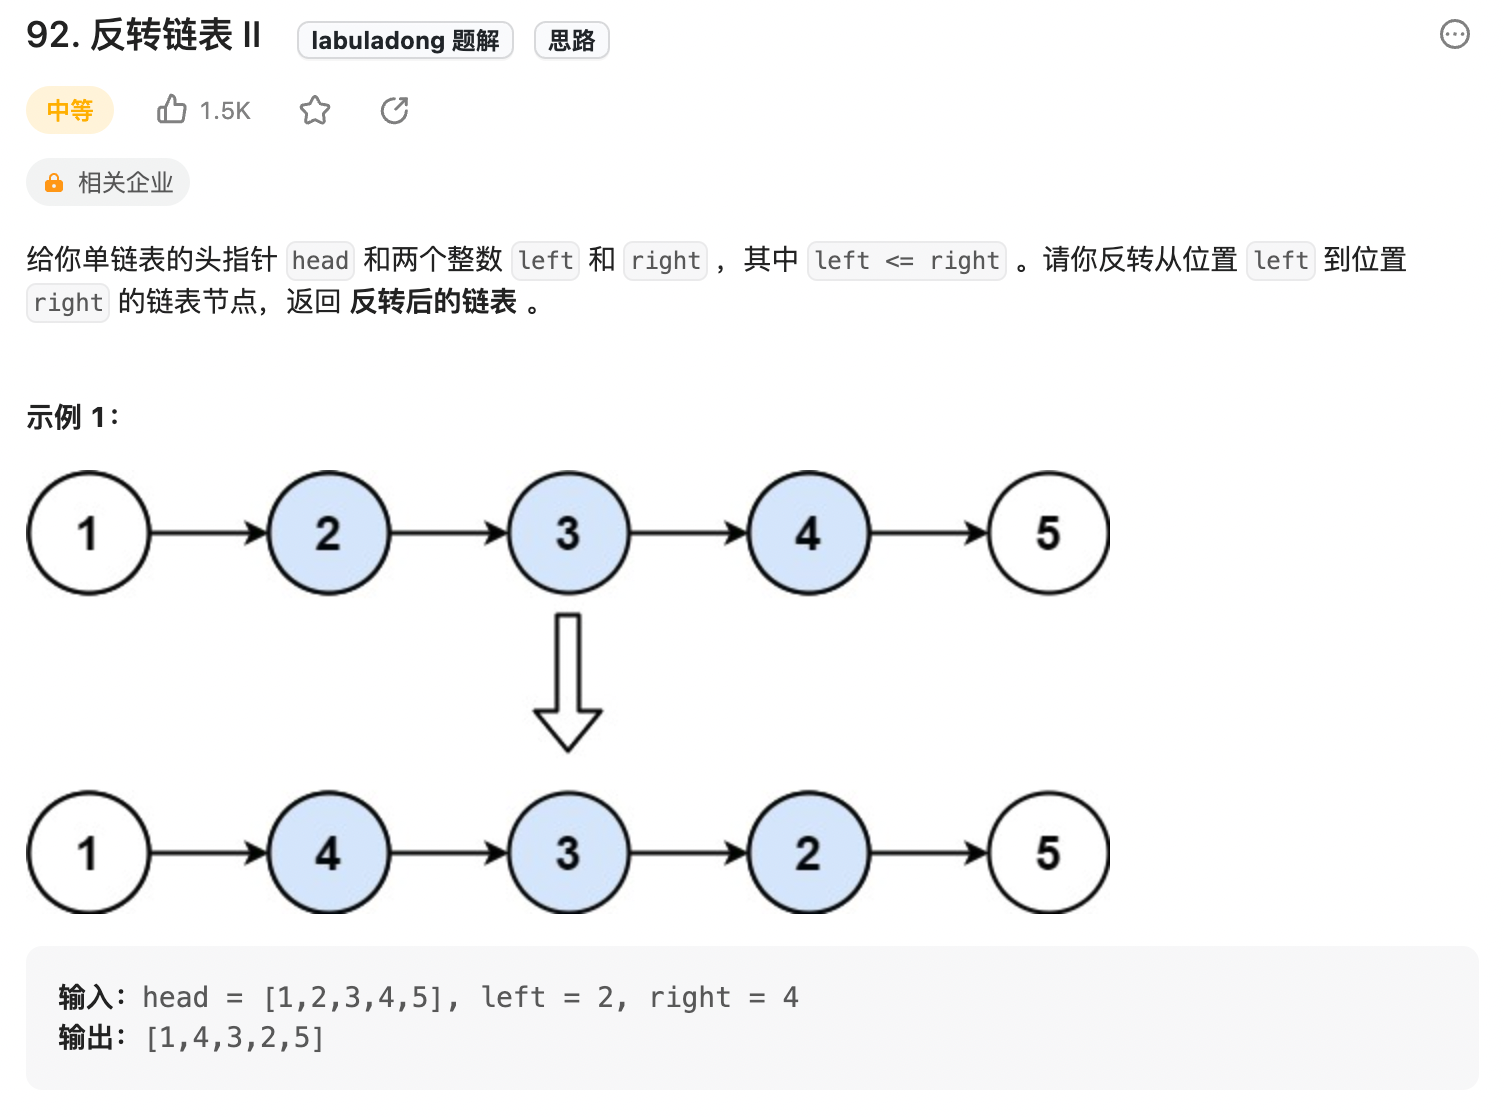 92. 反转链表 II labuladong 题解 思路
中等 1.5K
相关企业
给你单链表的头指针 head 和两个整数 left 和 right ，其中 left <= right 。请你反转从位置 left 到位置
right 的链表节点，返回 反转后的链表 。
示例 1：
1 2 3 4 5
1 4 3 2 5
输入：head = [1,2,3,4,5], left = 2, right = 4
输出：[1,4,3,2,5]